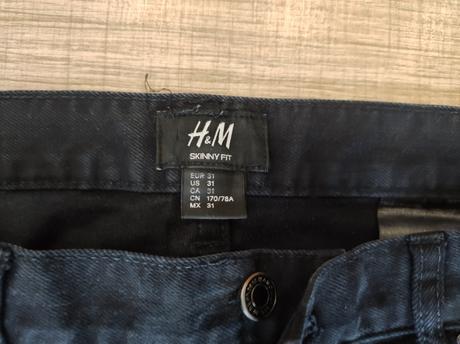 H&M
SKINNY FIT
EUR 31
US 31
CA 31
CN 170/78A
MX 31